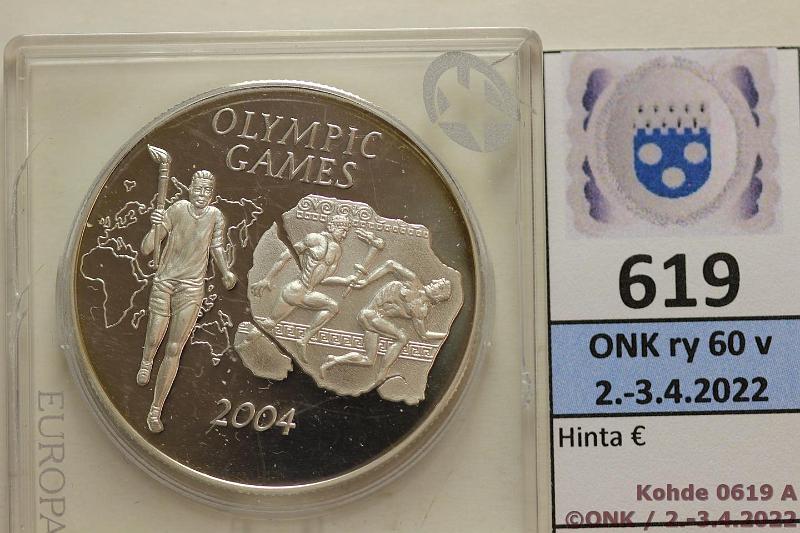 OLYMPIC
GAMES
2004
EUROPA
619
ONK ry 60 v
2.-3.4.2022
Hinta €
Kohde 0619 A
©ONK / 2.-3.4.2022